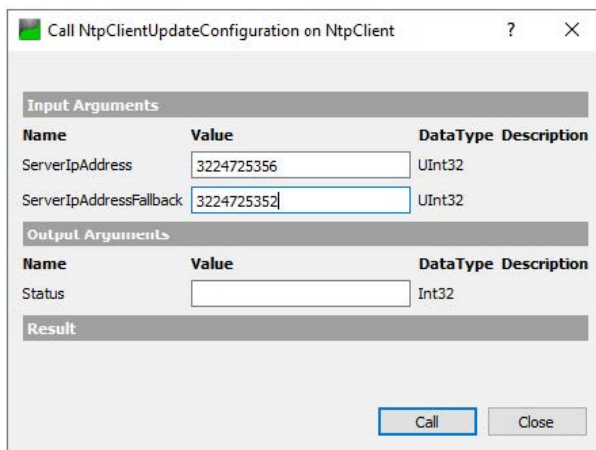 Call NtpClientUpdateConfiguration on NtpClient ? X
Input Arguments
Name Value DataType Description
ServerIpAddress 3224725356 UInt32
ServerIpAddressFallback 3224725352 UInt32
Output Arguments
Name Value DataType Description
Status Int32
Result
Call Close